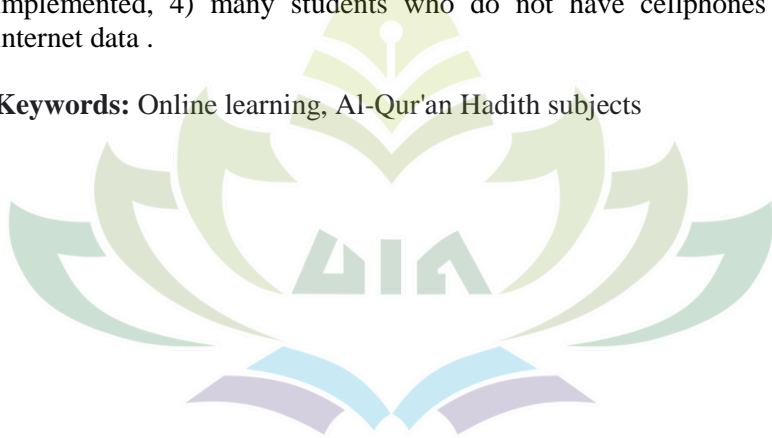 implemented, 4) many students who do not have cellphones
internet data .
Keywords: Online learning, Al-Qur'an Hadith subjects
UIN